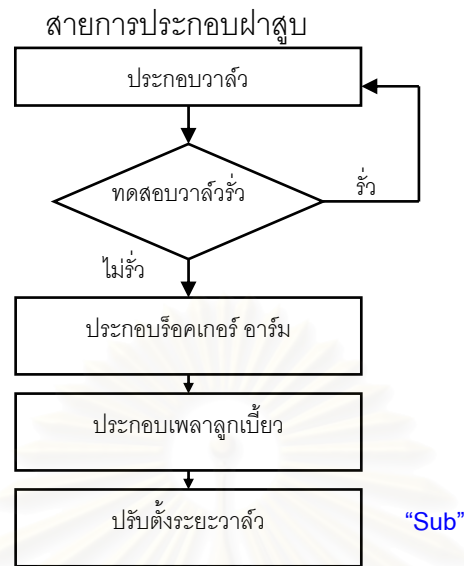 สายการประกอบฝาสูบ
ประกอบวาล์ว
ทดสอบวาล์วรั่ว
รั่ว
ไม่รั่ว
ประกอบร็อคเกอร์ อาร์ม
ประกอบเพลาลูกเบี้ยว
ปรับตั้งระยะวาล์ว
“Sub”